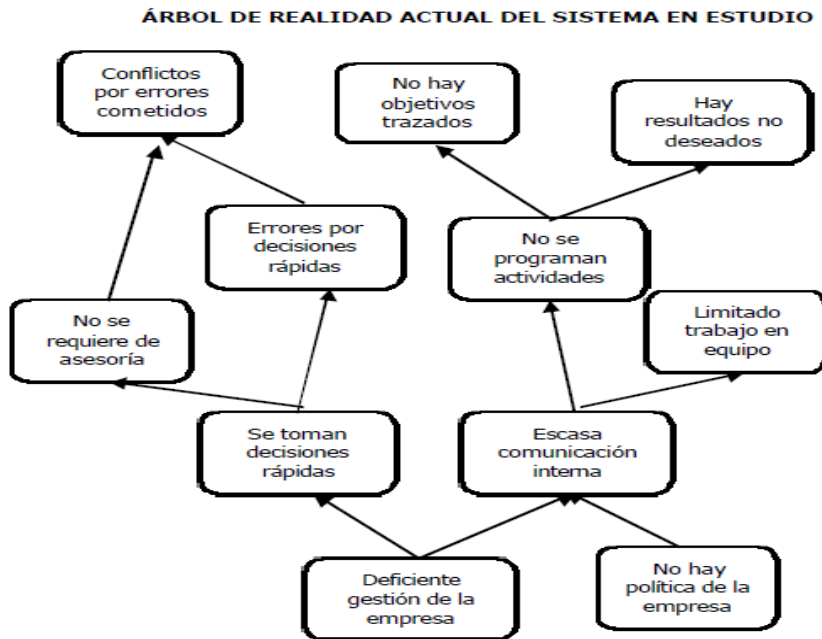 ÁRBOL DE REALIDAD ACTUAL DEL SISTEMA EN ESTUDIO
Conflictos
por errores
cometidos
No hay
objetivos
trazados
Hay
resultados no
deseados
Errores por
decisiones
rápidas
No se
programan
actividades
No se
requiere de
asesoría
Limitado
trabajo en
equipo
Se toman
decisiones
rápidas
Escasa
comunicación
interna
Deficiente
gestión de la
empresa
No hay
política de la
empresa